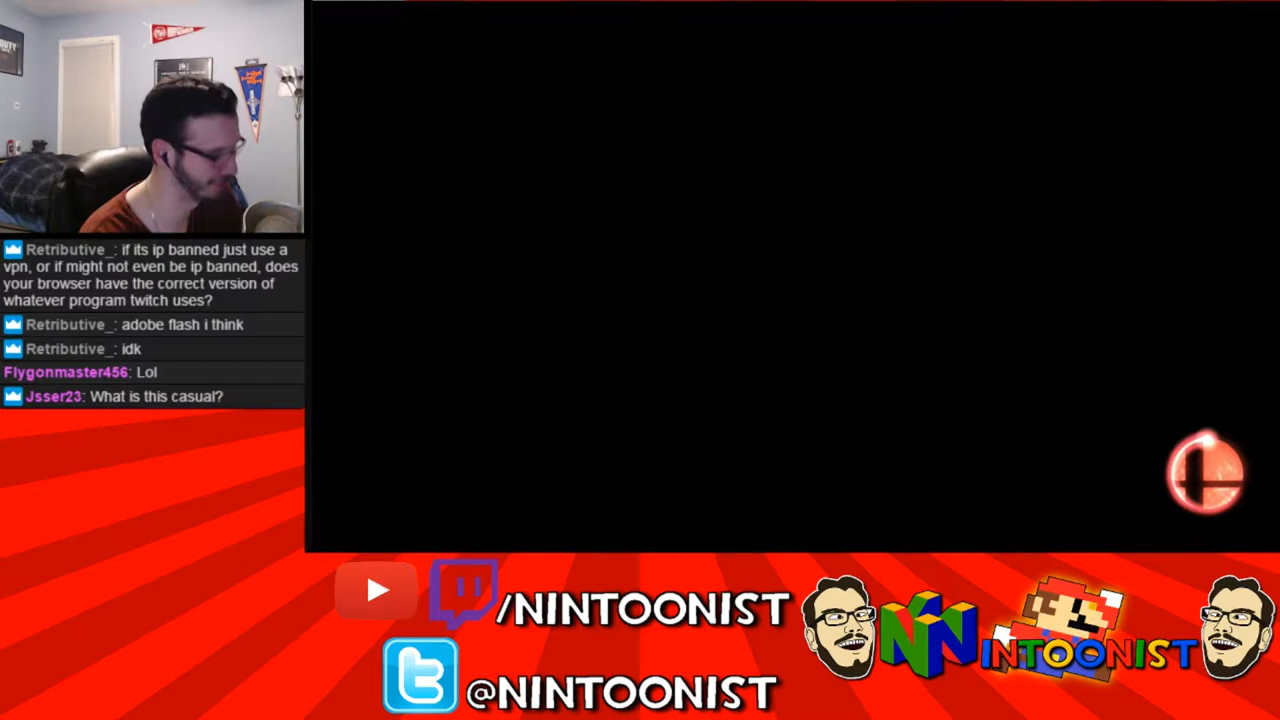 Retributive_: if its ip banned just use a
vpn, or if might not even be ip banned, does
your browser have the correct version of
whatever program twitch uses?
Retributive_: adobe flash i think
Retributive_: idk
Flygonmaster456: Lol
Jsser23: What is this casual?
/NINTOONIST
@NINTOONIST
NINTOONIST